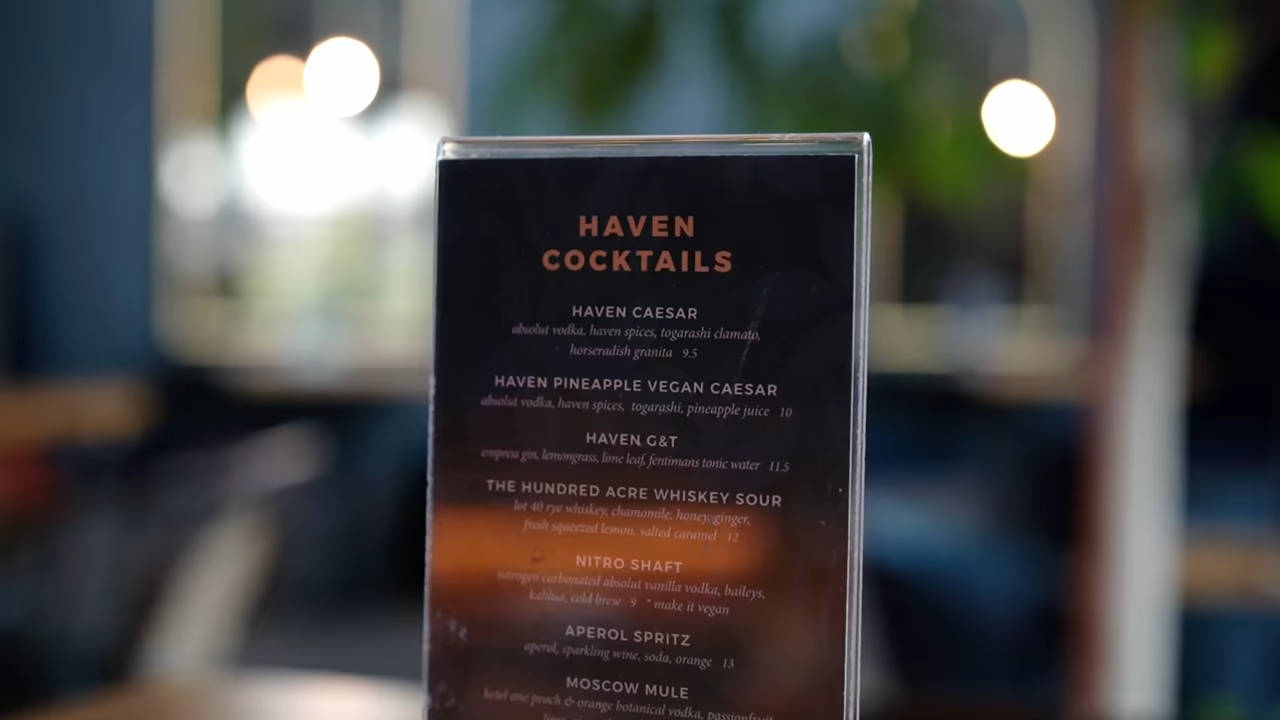 HAVEN
COCKTAILS
HAVEN CAESAR
absolut vodka, haven spices, togarashi clamato,
horseradish granita 9.5
HAVEN PINEAPPLE VEGAN CAESAR
absolut vodka, haven spices, togarashi, pineapple juice 10
HAVEN G&T
empress gin, lemongrass, lime leaf, fentimans tonic water 11.5
THE HUNDRED ACRE WHISKEY SOUR
lot 40 rye whiskey, chamomile, honey, ginger,
fresh squeezed lemon, salted caramel 12
NITRO SHAFT
nitrogen carbonated absolut vanilla vodka, baileys,
kahlua, cold brew 9 * make it vegan
APEROL SPRITZ
aperol, sparkling wine, soda, orange 13
MOSCOW MULE
ketel one peach & orange botanical vodka, passionfruit